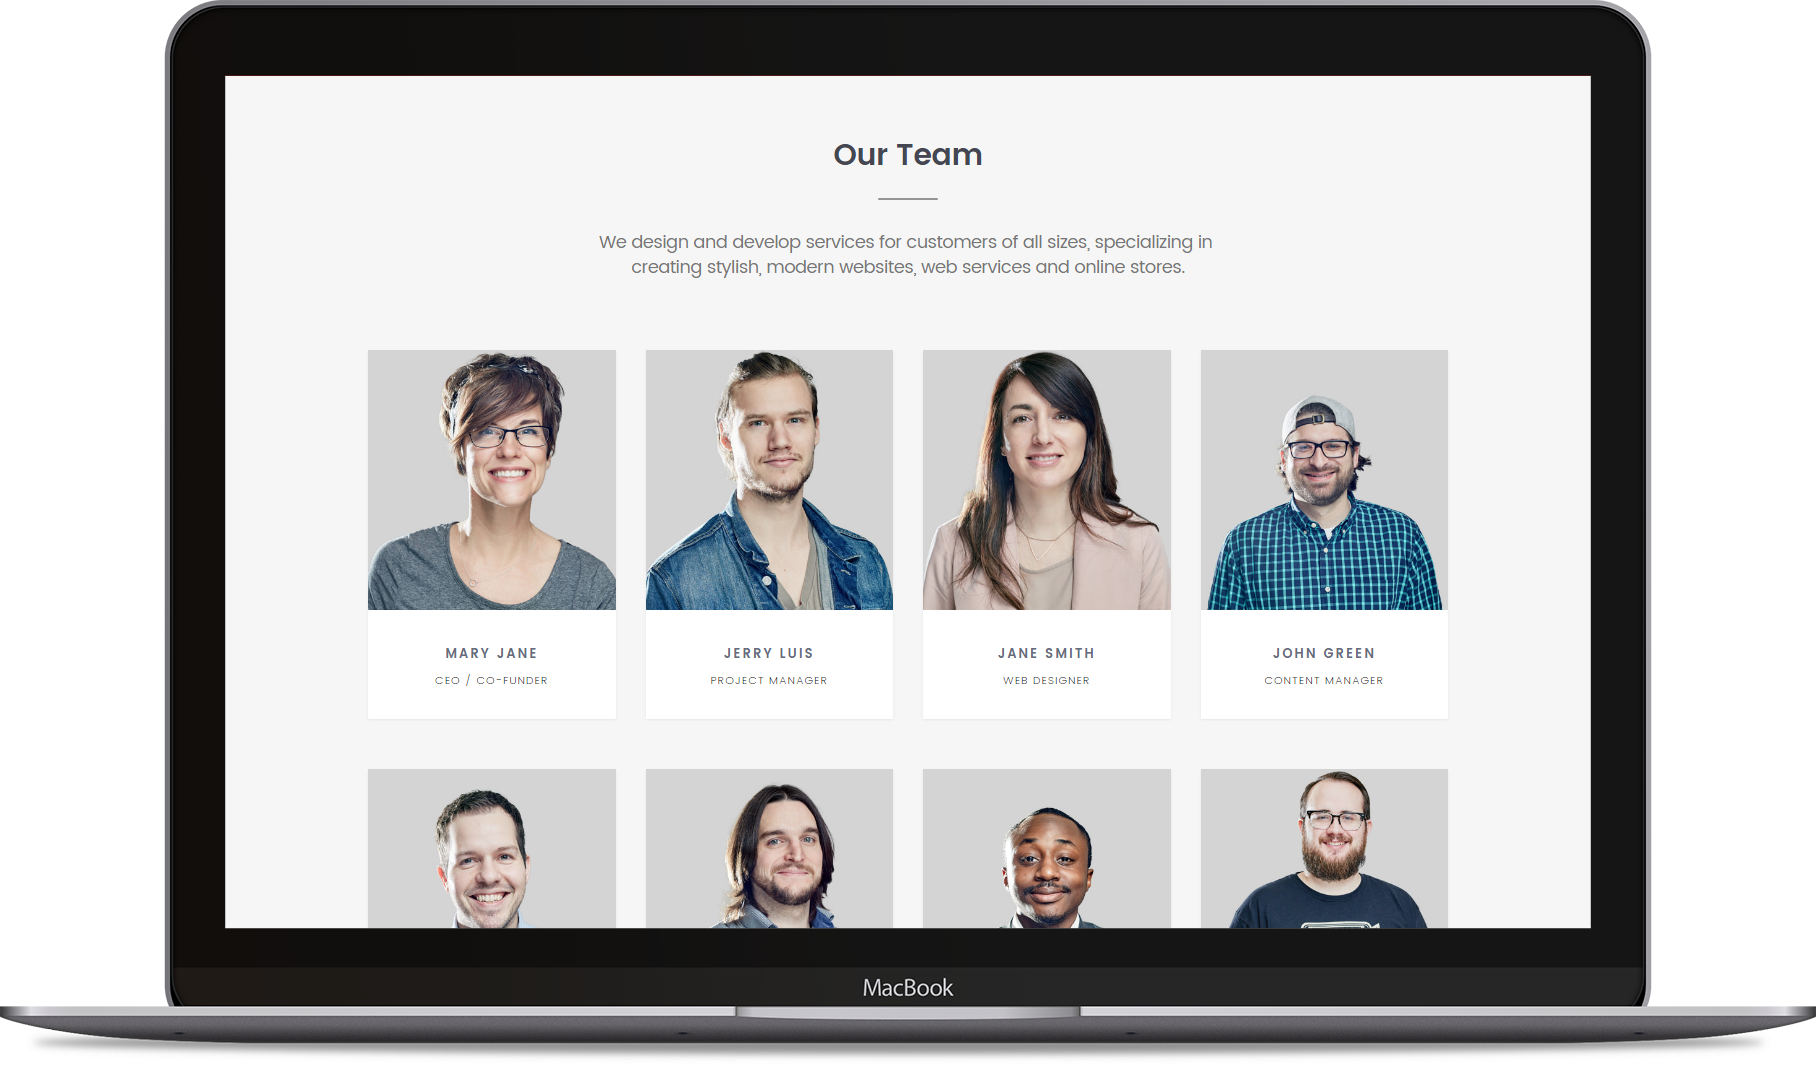 Our Team
We design and develop services for customers of all sizes, specializing in
creating stylish, modern websites, web services and online stores.
MARY JANE
CEO / CO-FUNDER
JERRY LUIS
PROJECT MANAGER
JANE SMITH
WEB DESIGNER
JOHN GREEN
CONTENT MANAGER
MacBook